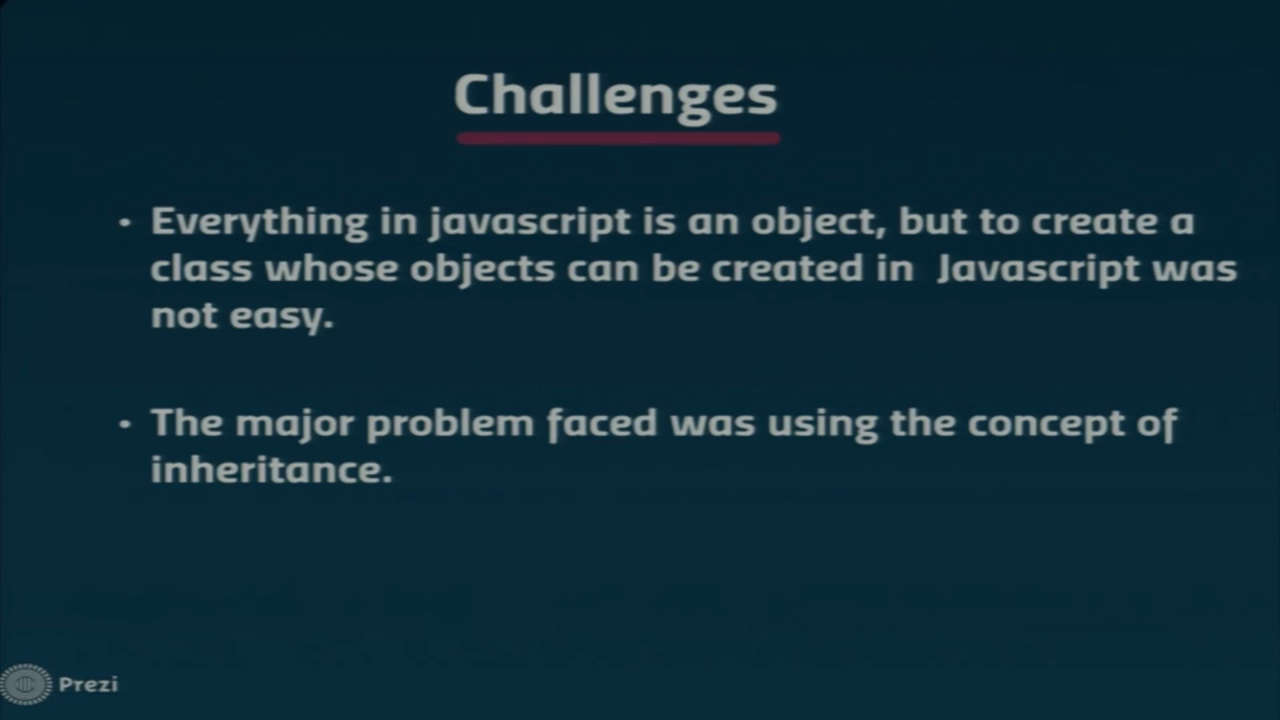 Challenges
• Everything in javascript is an object, but to create a
class whose objects can be created in Javascript was
not easy.
• The major problem faced was using the concept of
inheritance.
Prezi